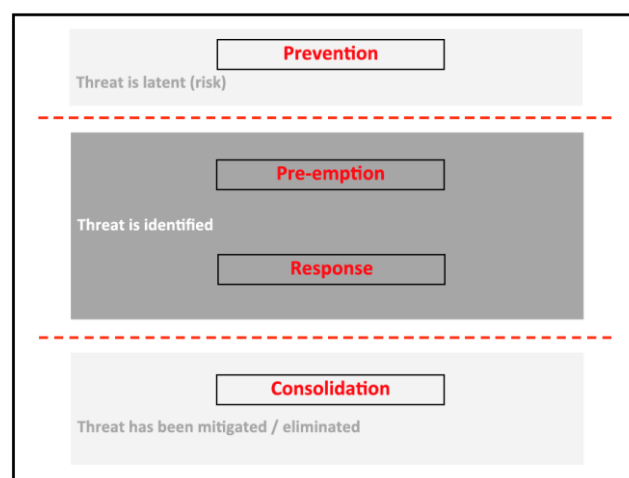 Prevention
Threat is latent (risk)
Pre-emption
Threat is identified
Response
Consolidation
Threat has been mitigated / eliminated